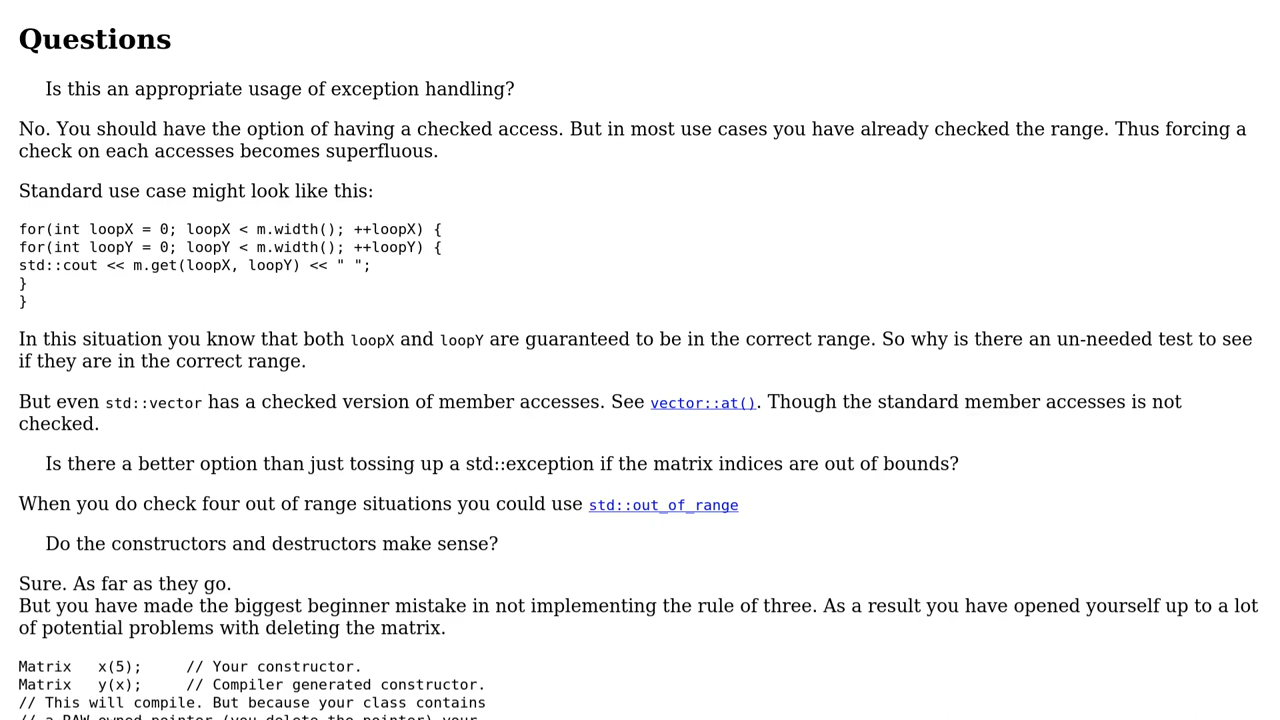 Questions
Is this an appropriate usage of exception handling?
No. You should have the option of having a checked access. But in most use cases you have already checked the range. Thus forcing a
check on each accesses becomes superfluous.
Standard use case might look like this:
for(int loopX = 0; loopX < m.width(); ++loopX) {
for(int loopY = 0; loopY < m.width(); ++loopY) {
std::cout << m.get(loopX, loopY) << " ";
}
}
In this situation you know that both loopX and loopY are guaranteed to be in the correct range. So why is there an un-needed test to see
if they are in the correct range.
But even std::vector has a checked version of member accesses. See vector::at(). Though the standard member accesses is not
checked.
Is there a better option than just tossing up a std::exception if the matrix indices are out of bounds?
When you do check four out of range situations you could use std::out_of_range
Do the constructors and destructors make sense?
Sure. As far as they go.
But you have made the biggest beginner mistake in not implementing the rule of three. As a result you have opened yourself up to a lot
of potential problems with deleting the matrix.
Matrix   x(5);     // Your constructor.
Matrix   y(x);     // Compiler generated constructor.
// This will compile. But because your class contains
// a RAW owned pointer (you delete the pointer) your